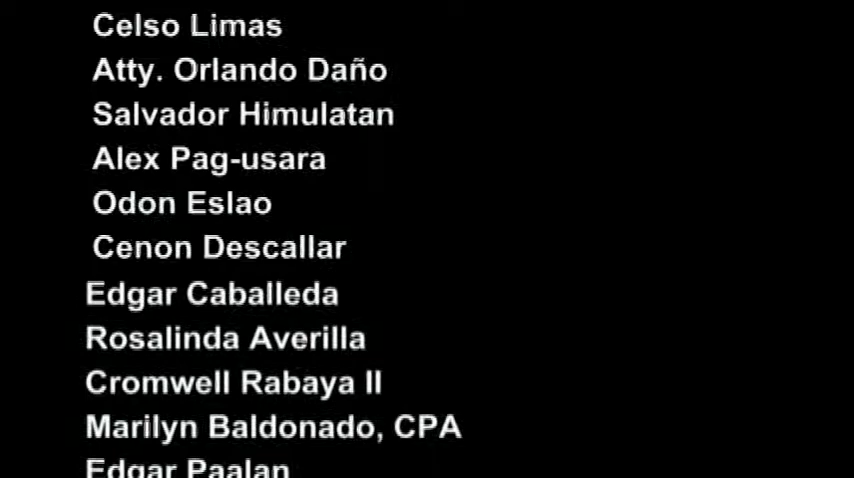 Celso Limas
Atty. Orlando Daño
Salvador Himulatan
Alex Pag-usara
Odon Eslao
Cenon Descallar
Edgar Caballeda
Rosalinda Averilla
Cromwell Rabaya II
Marilyn Baldonado, CPA
Edgar Paalan